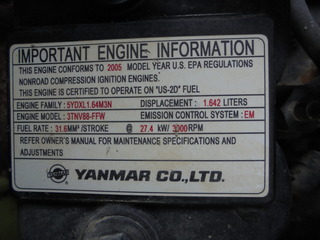 IMPORTANT ENGINE INFORMATION
THIS ENGINE CONFORMS TO 2005 MODEL YEAR U.S. EPA REGULATIONS
NONROAD COMPRESSION IGNITION ENGINES.
THIS ENGINE IS CERTIFIED TO OPERATE ON "US-2D" FUEL
ENGINE FAMILY : 5YDXL1.64M3N DISPLACEMENT : 1.642 LITERS
ENGINE MODEL : 3TNV88-FFW EMISSION CONTROL SYSTEM : EM
FUEL RATE : 31.6MM³/STROKE @ 27.4 kW/ 3000RPM
REFER OWNER'S MANUAL FOR MAINTENANCE SPECIFICATIONS AND
ADJUSTMENTS
YANMAR CO.,LTD.